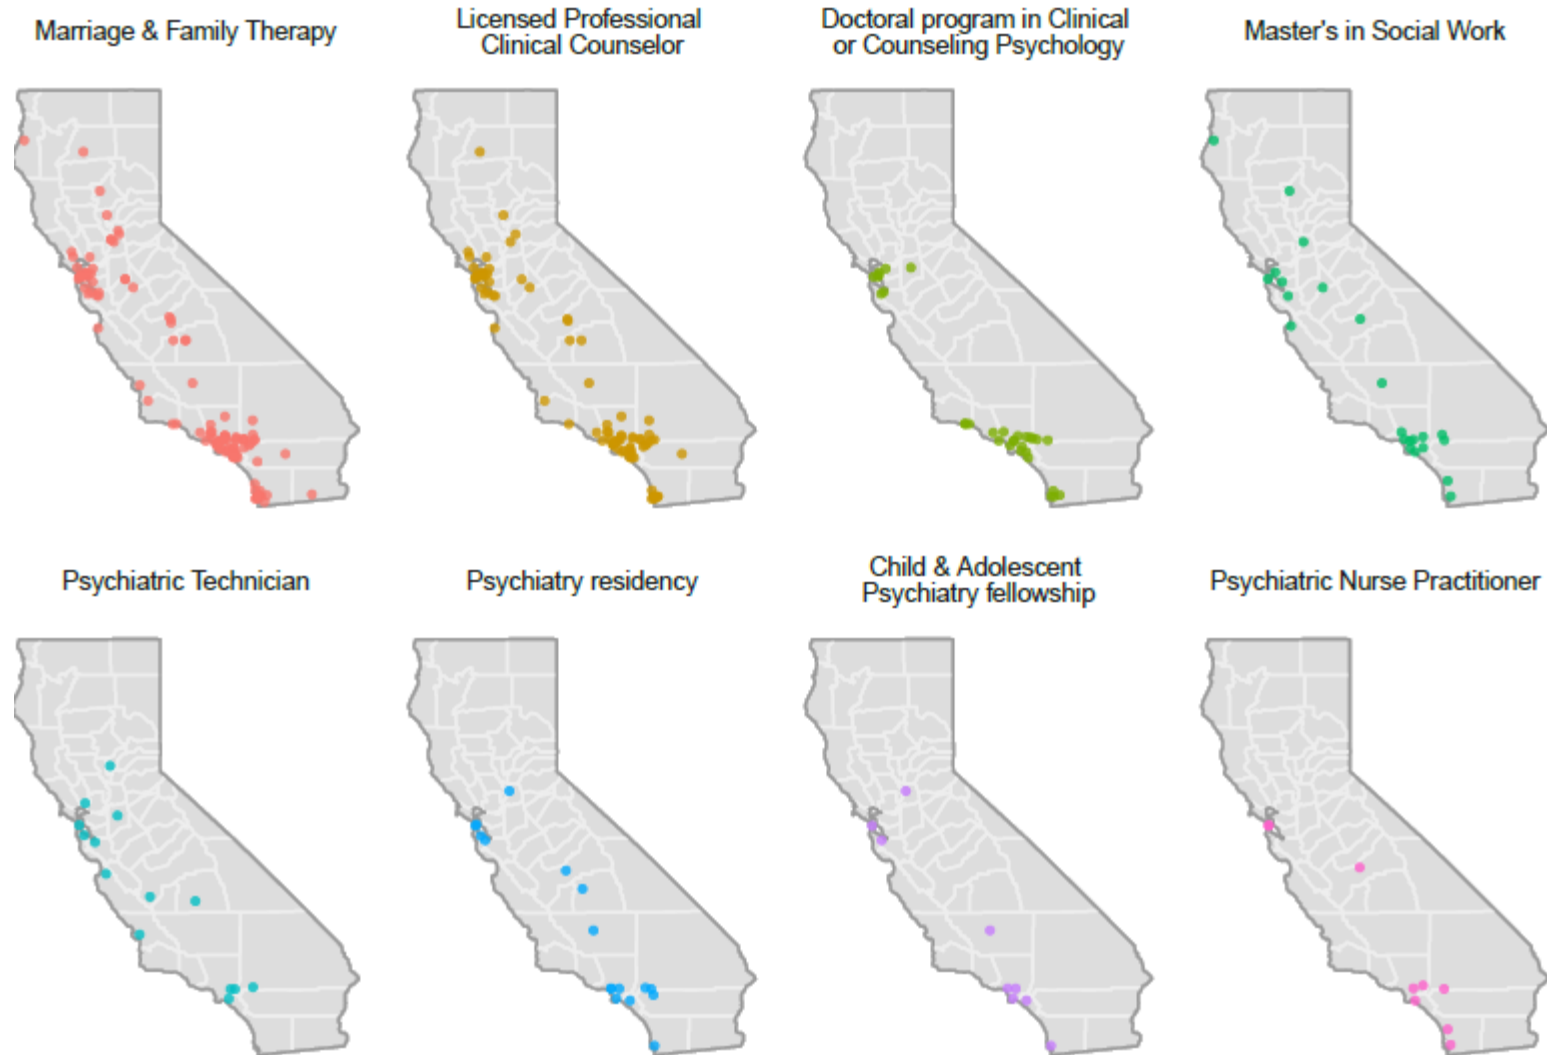 Marriage & Family Therapy
Licensed Professional
Clinical Counselor
Doctoral program in Clinical
or Counseling Psychology
Master's in Social Work
Psychiatric Technician
Psychiatry residency
Child & Adolescent
Psychiatry fellowship
Psychiatric Nurse Practitioner